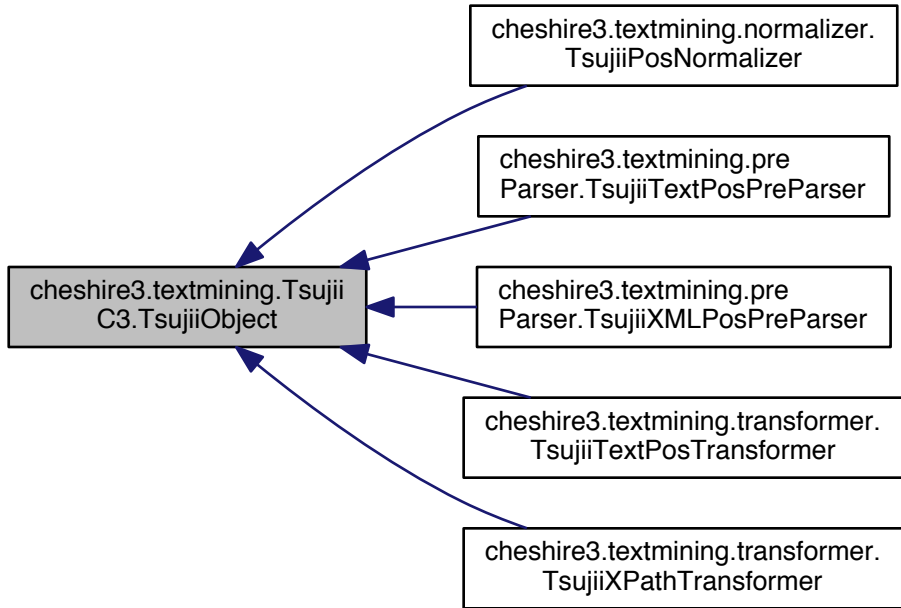 cheshire3.textmining.normalizer.
TsujiiPosNormalizer
cheshire3.textmining.pre
Parser.TsujiiTextPosPreParser
cheshire3.textmining.Tsujii
C3.TsujiiObject
cheshire3.textmining.pre
Parser.TsujiiXMLPosPreParser
cheshire3.textmining.transformer.
TsujiiTextPosTransformer
cheshire3.textmining.transformer.
TsujiiXPathTransformer